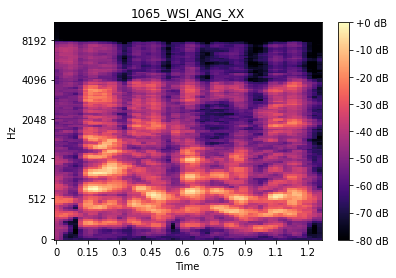 1065_WSI_ANG_XX
+0 dB
8192
-10 dB
4096
-20 dB
-30 dB
2048
Hz
-40 dB
1024
-50 dB
512
-60 dB
-70 dB
0
-80 dB
0 0.15 0.3 0.45 0.6 0.75 0.9 1.1 1.2
Time